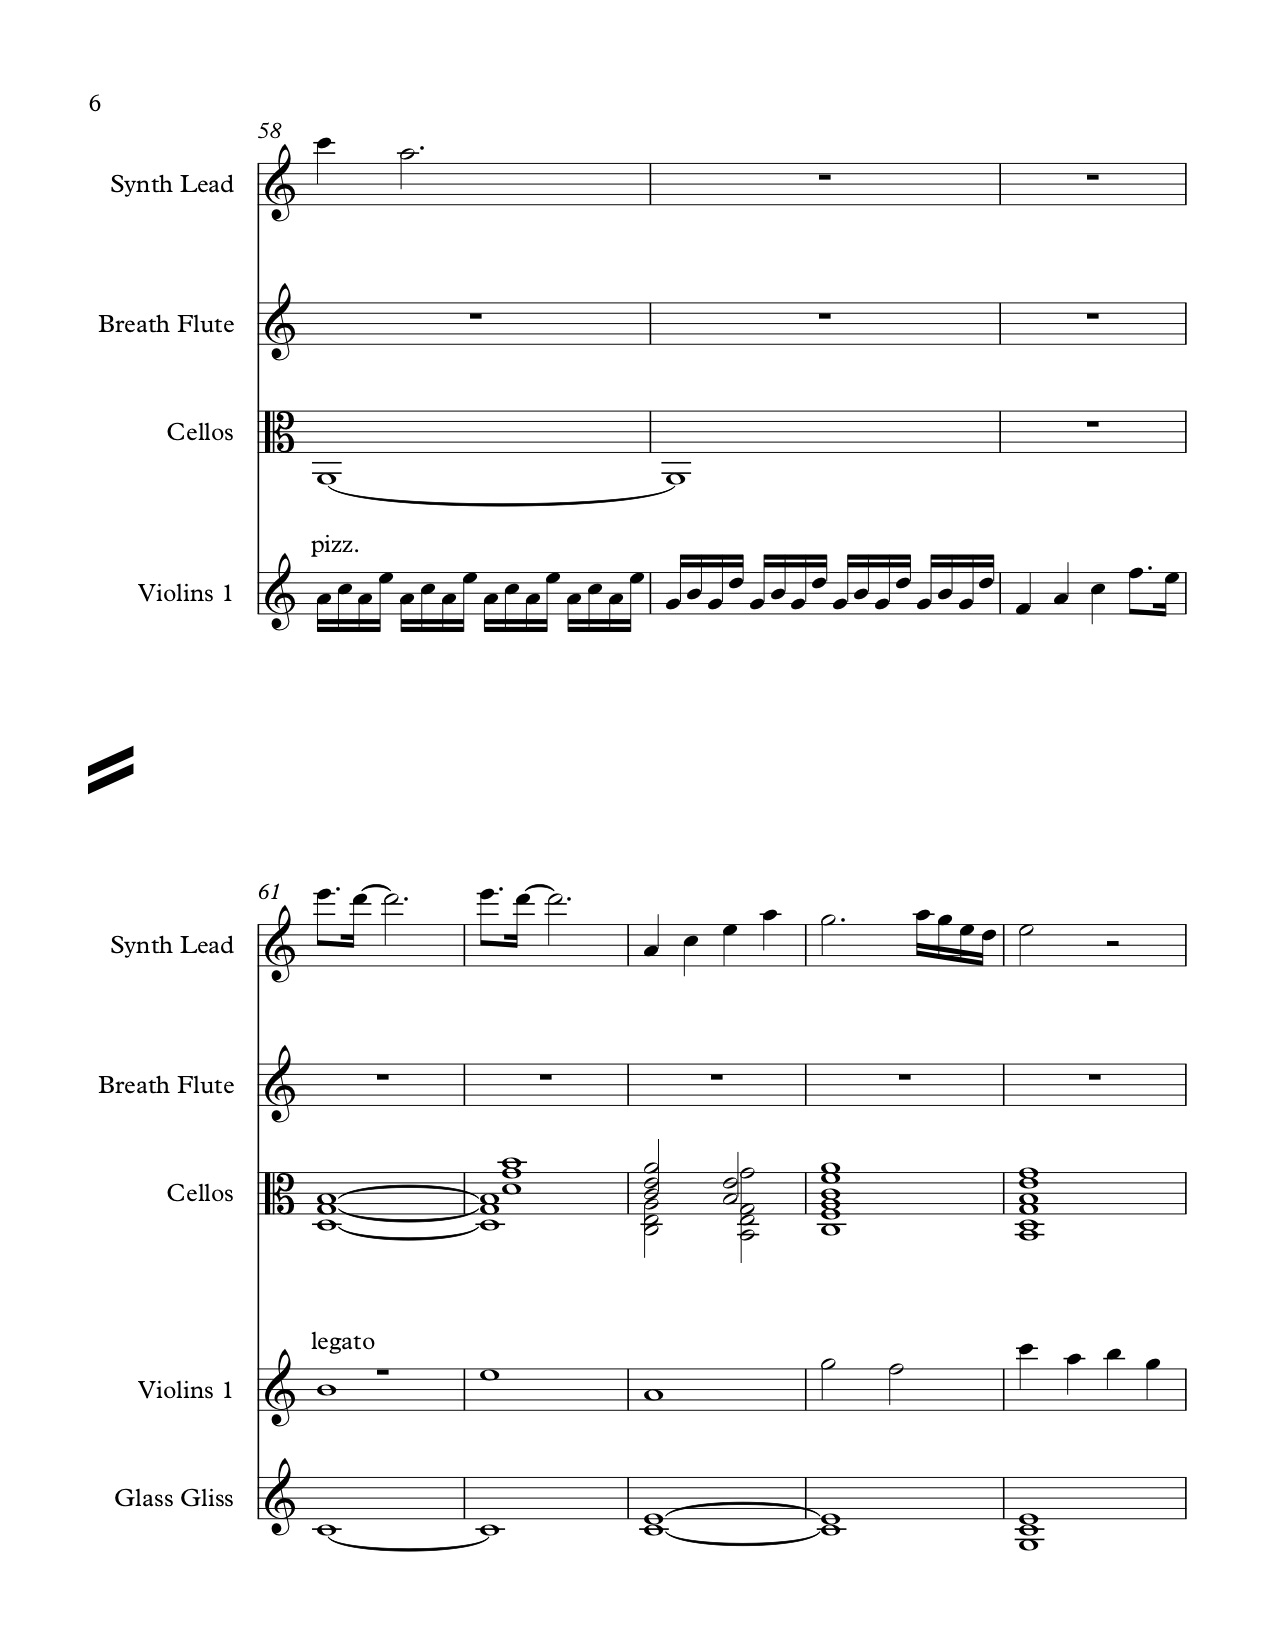 6
58
Synth Lead
Breath Flute
Cellos
pizz.
Violins 1
61
Synth Lead
Breath Flute
Cellos
legato
Violins 1
Glass Gliss